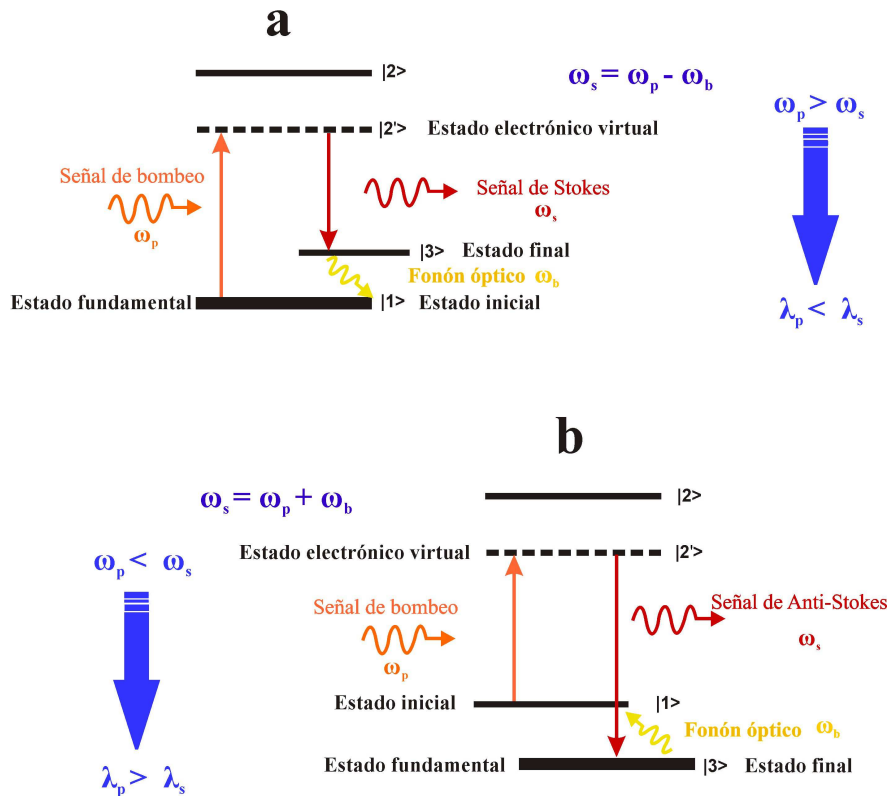 a
|2>
ωs = ωp - ωb
ωp > ωs
|2'> Estado electrónico virtual
Señal de bombeo
ωp
Señal de Stokes
ωs
|3> Estado final
Fonón óptico ωb
Estado fundamental |1> Estado inicial
λp < λs
b
ωs = ωp + ωb
|2>
Estado electrónico virtual |2'>
ωp < ωs
Señal de bombeo
ωp
Señal de Anti-Stokes
ωs
Estado inicial |1>
Fonón óptico ωb
Estado fundamental |3> Estado final
λp > λs